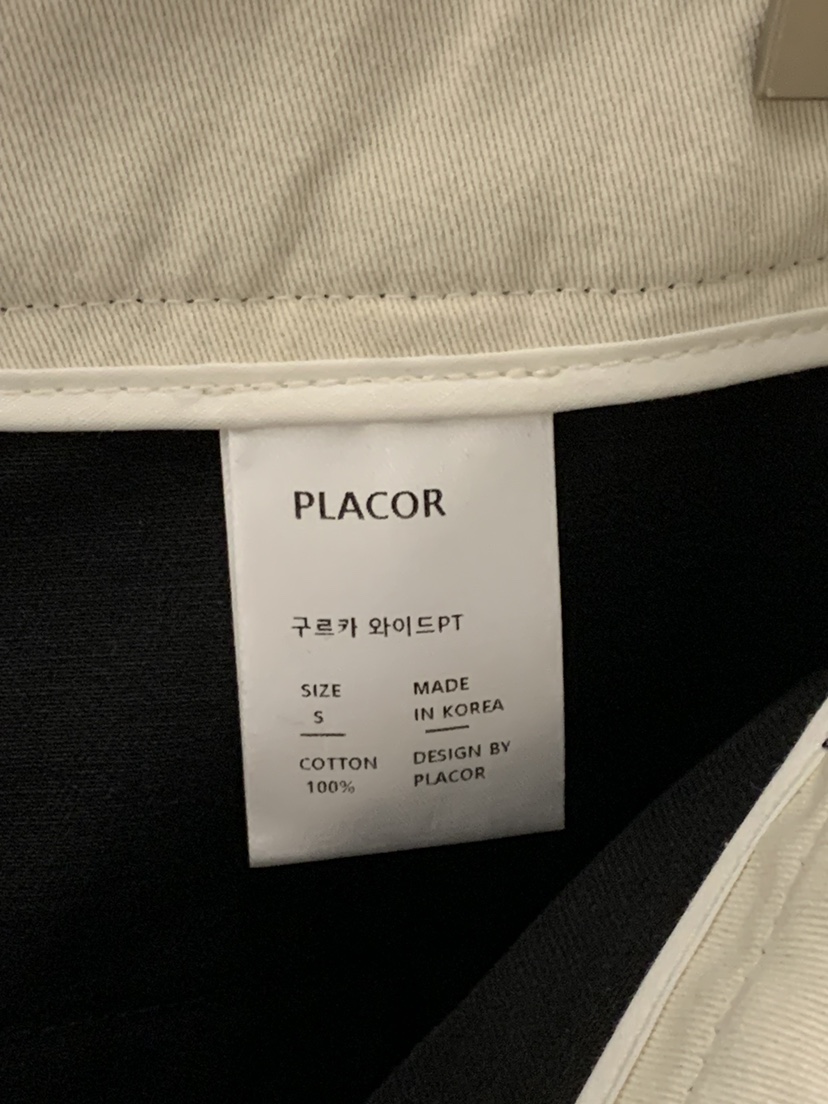 PLACOR
구르카 와이드PT
SIZE
S
MADE
IN KOREA
COTTON
100%
DESIGN BY
PLACOR